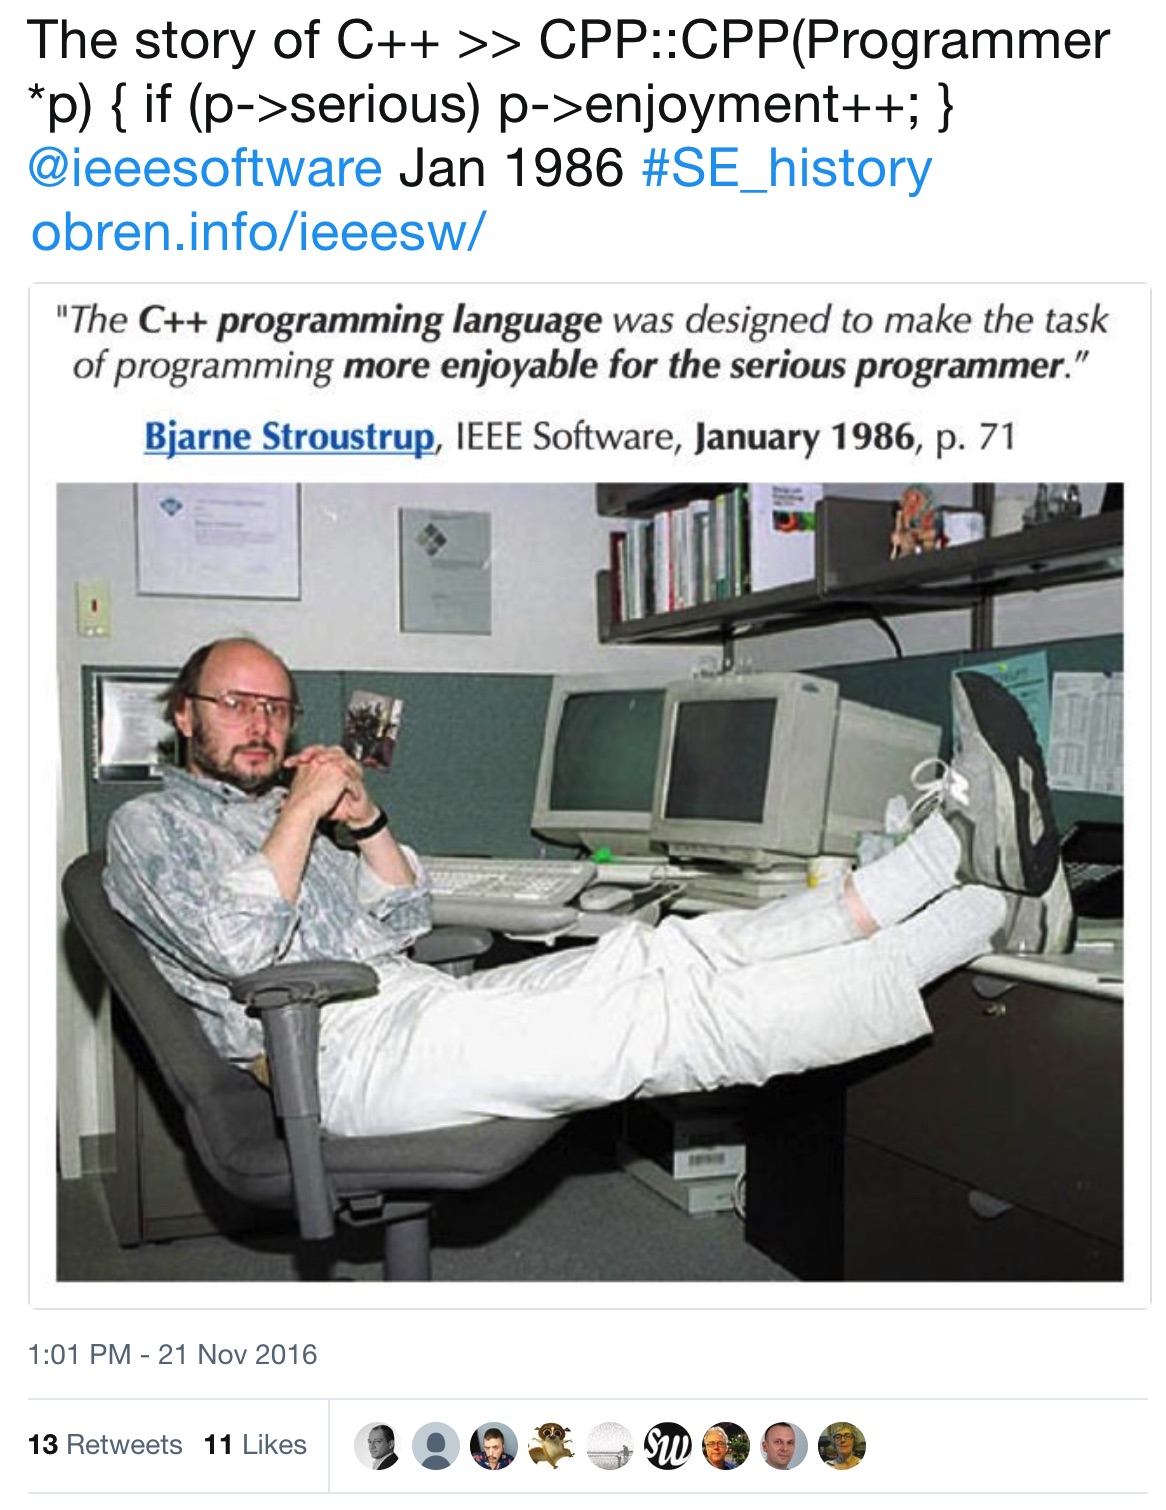 The story of C++ >> CPP::CPP(Programmer
*p) { if (p->serious) p->enjoyment++; }
@ieeesoftware Jan 1986 #SE_history
obren.info/ieeesw/
"The C++ programming language was designed to make the task
of programming more enjoyable for the serious programmer."
Bjarne Stroustrup, IEEE Software, January 1986, p. 71
1:01 PM - 21 Nov 2016
13 Retweets 11 Likes
SW